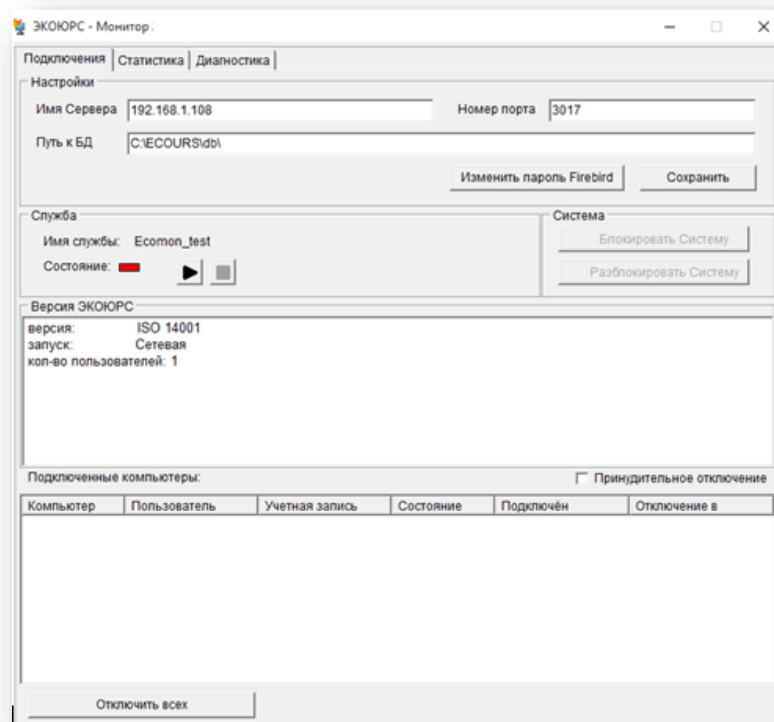 ЭКОЮРС - Монитор
Подключения Статистика Диагностика
Настройки
Имя Сервера 192.168.1.108 Номер порта 3017
Путь к БД C:\ECOURS\db\
Изменить пароль Firebird Сохранить
Служба
Имя службы: Ecomon_test
Состояние:
Система
Блокировать Систему
Разблокировать Систему
Версия ЭКОЮРС
версия: ISO 14001
запуск: Сетевая
кол-во пользователей: 1
Подключенные компьютеры: Принудительное отключение
Компьютер Пользователь Учетная запись Состояние Подключён Отключение в
Отключить всех